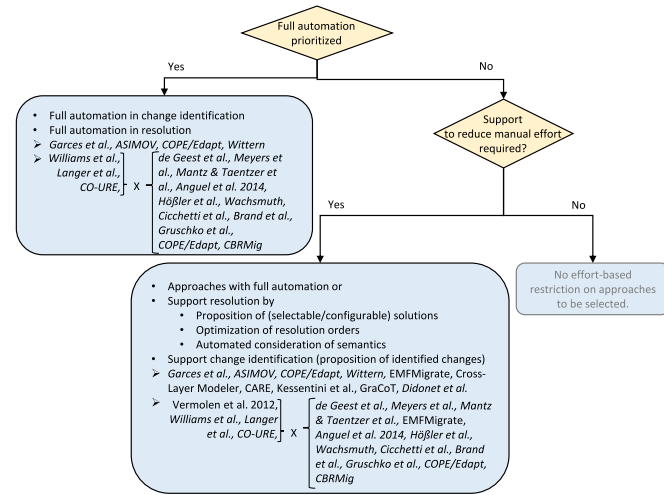 Full automation
prioritized
Yes
No
• Full automation in change identification
• Full automation in resolution
➢ Garces et al., ASIMOV, COPE/Edapt, Wittern
➢ Williams et al.,
Langer et al.,
CO-URE,
X
de Geest et al., Meyers et
al., Mantz & Taentzer et
al., Anguel et al. 2014,
Hößler et al., Wachsmuth,
Cicchetti et al., Brand et al.,
Gruschko et al.,
COPE/Edapt, CBRMig
Support
to reduce manual effort
required?
Yes
No
• Approaches with full automation or
• Support resolution by
• Proposition of (selectable/configurable) solutions
• Optimization of resolution orders
• Automated consideration of semantics
• Support change identification (proposition of identified changes)
➢ Garces et al., ASIMOV, COPE/Edapt, Wittern, EMFMigrate, Cross-
Layer Modeler, CARE, Kessentini et al., GraCoT, Didonet et al.
➢ Vermolen et al. 2012,
Williams et al., Langer
et al., CO-URE,
X
de Geest et al., Meyers et al., Mantz
& Taentzer et al., EMFMigrate,
Anguel et al. 2014, Hößler et al.,
Wachsmuth, Cicchetti et al., Brand
et al., Gruschko et al., COPE/Edapt,
CBRMig
No effort-based
restriction on approaches
to be selected.